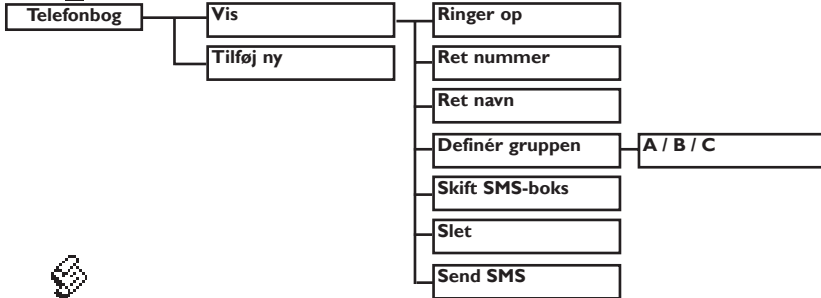 Telefonbog
Vis
Ringer op
Tilføj ny
Ret nummer
Ret navn
Definér gruppen
A / B / C
Skift SMS-boks
Slet
Send SMS